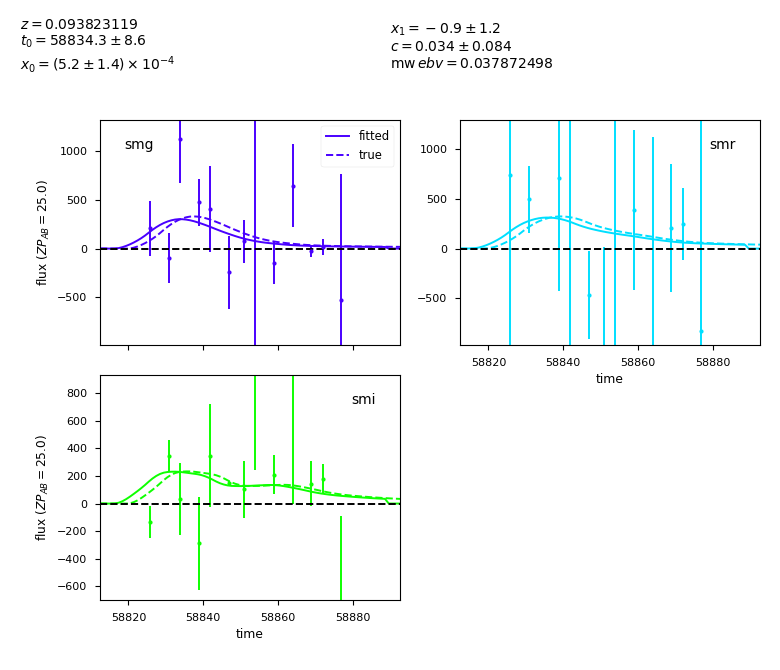 z = 0.093823119
t₀ = 58834.3 ± 8.6
x₀ = (5.2 ± 1.4) × 10⁻⁴
x₁ = −0.9 ± 1.2
c = 0.034 ± 0.084
mw ebv = 0.037872498
smg
fitted
true
1000
500
0
−500
flux (ZP_AB = 25.0)
smr
1000
500
0
−500
58820 58840 58860 58880
time
smi
800
600
400
200
0
−200
−400
−600
flux (ZP_AB = 25.0)
58820 58840 58860 58880
time